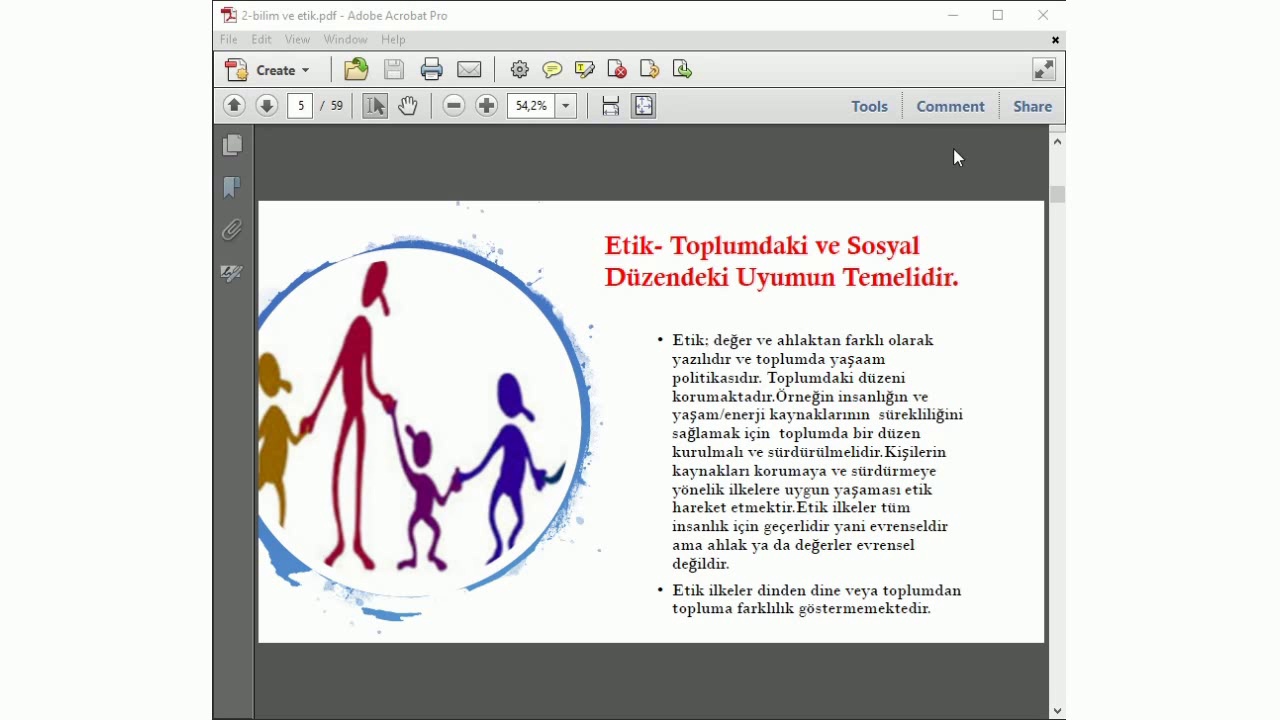 2-bilim ve etik.pdf - Adobe Acrobat Pro
File Edit View Window Help
Create
5 / 59 54,2% Tools Comment Share
Etik- Toplumdaki ve Sosyal
Düzendeki Uyumun Temelidir.
• Etik; değer ve ahlaktan farklı olarak
yazılıdır ve toplumda yaşaam
politikasıdır. Toplumdaki düzeni
korumaktadır.Örneğin insanlığın ve
yaşam/enerji kaynaklarının sürekliliğini
sağlamak için toplumda bir düzen
kurulmalı ve sürdürülmelidir.Kişilerin
kaynakları korumaya ve sürdürmeye
yönelik ilkelere uygun yaşaması etik
hareket etmektir.Etik ilkeler tüm
insanlık için geçerlidir yani evrenseldir
ama ahlak ya da değerler evrensel
değildir.
• Etik ilkeler dinden dine veya toplumdan
topluma farklılık göstermemektedir.